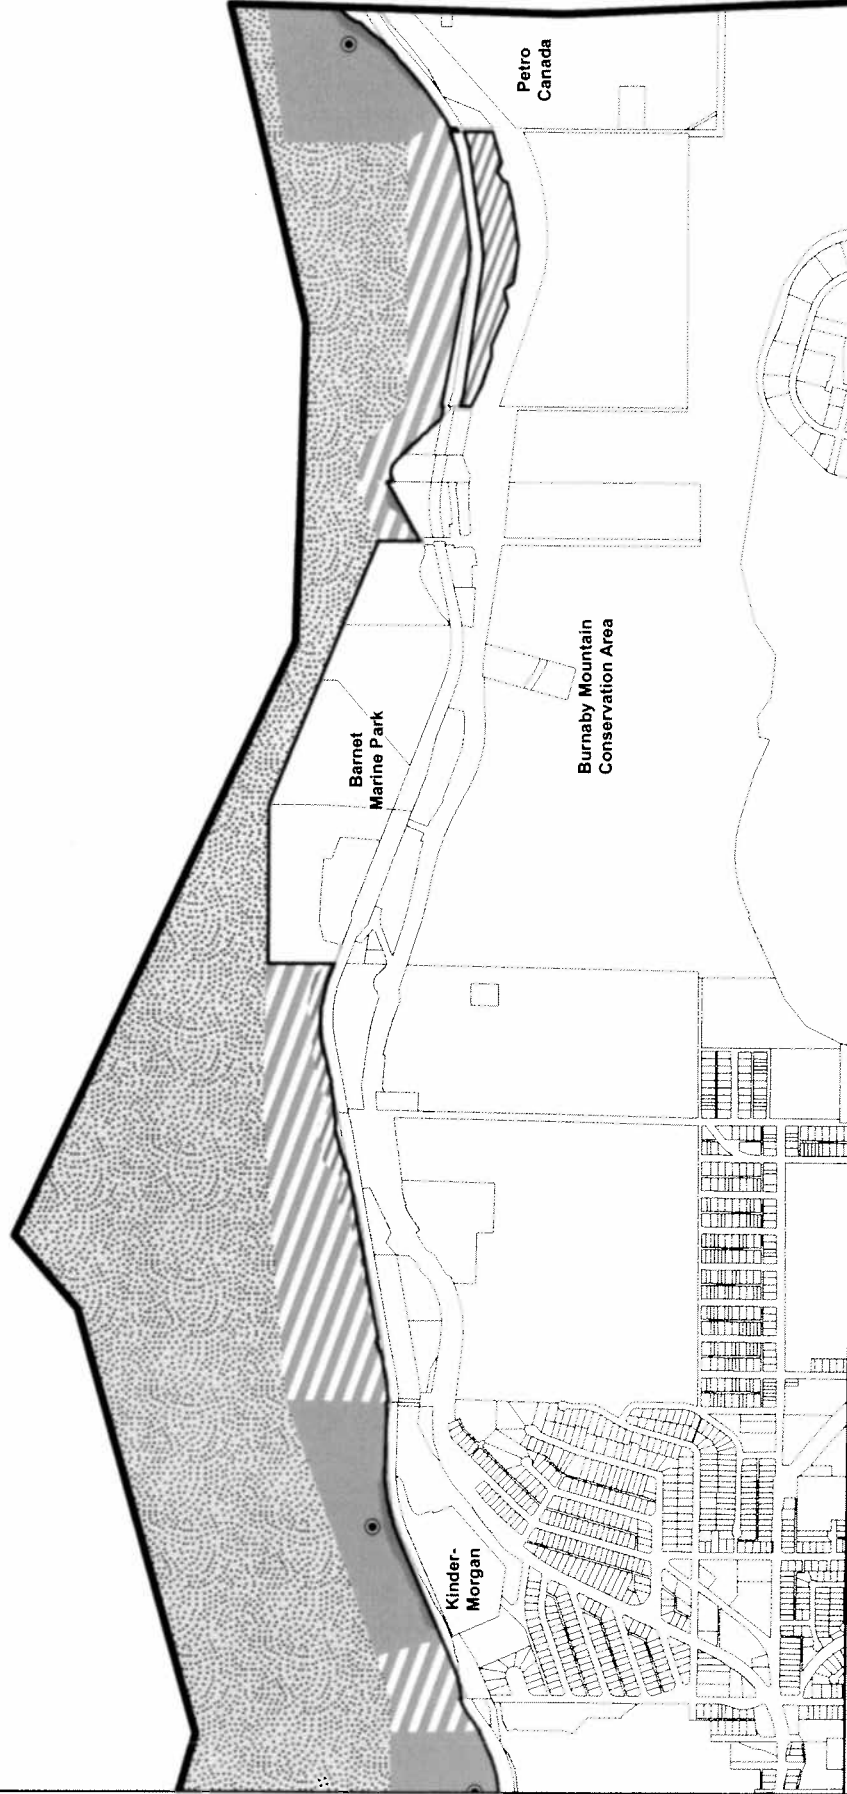 Petro
Canada
Burnaby Mountain
Conservation Area
Barnet
Marine Park
Kinder-
Morgan